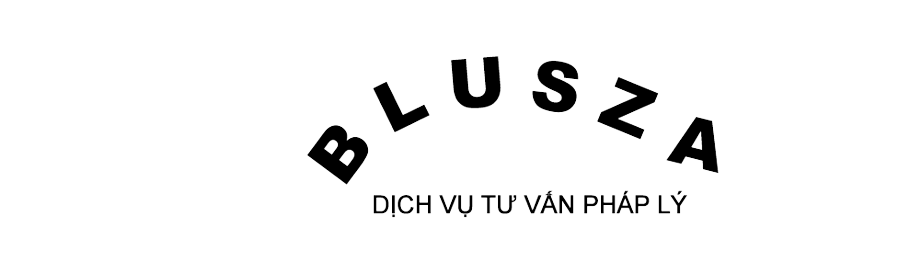 BLUSZA
DỊCH VỤ TƯ VẤN PHÁP LÝ